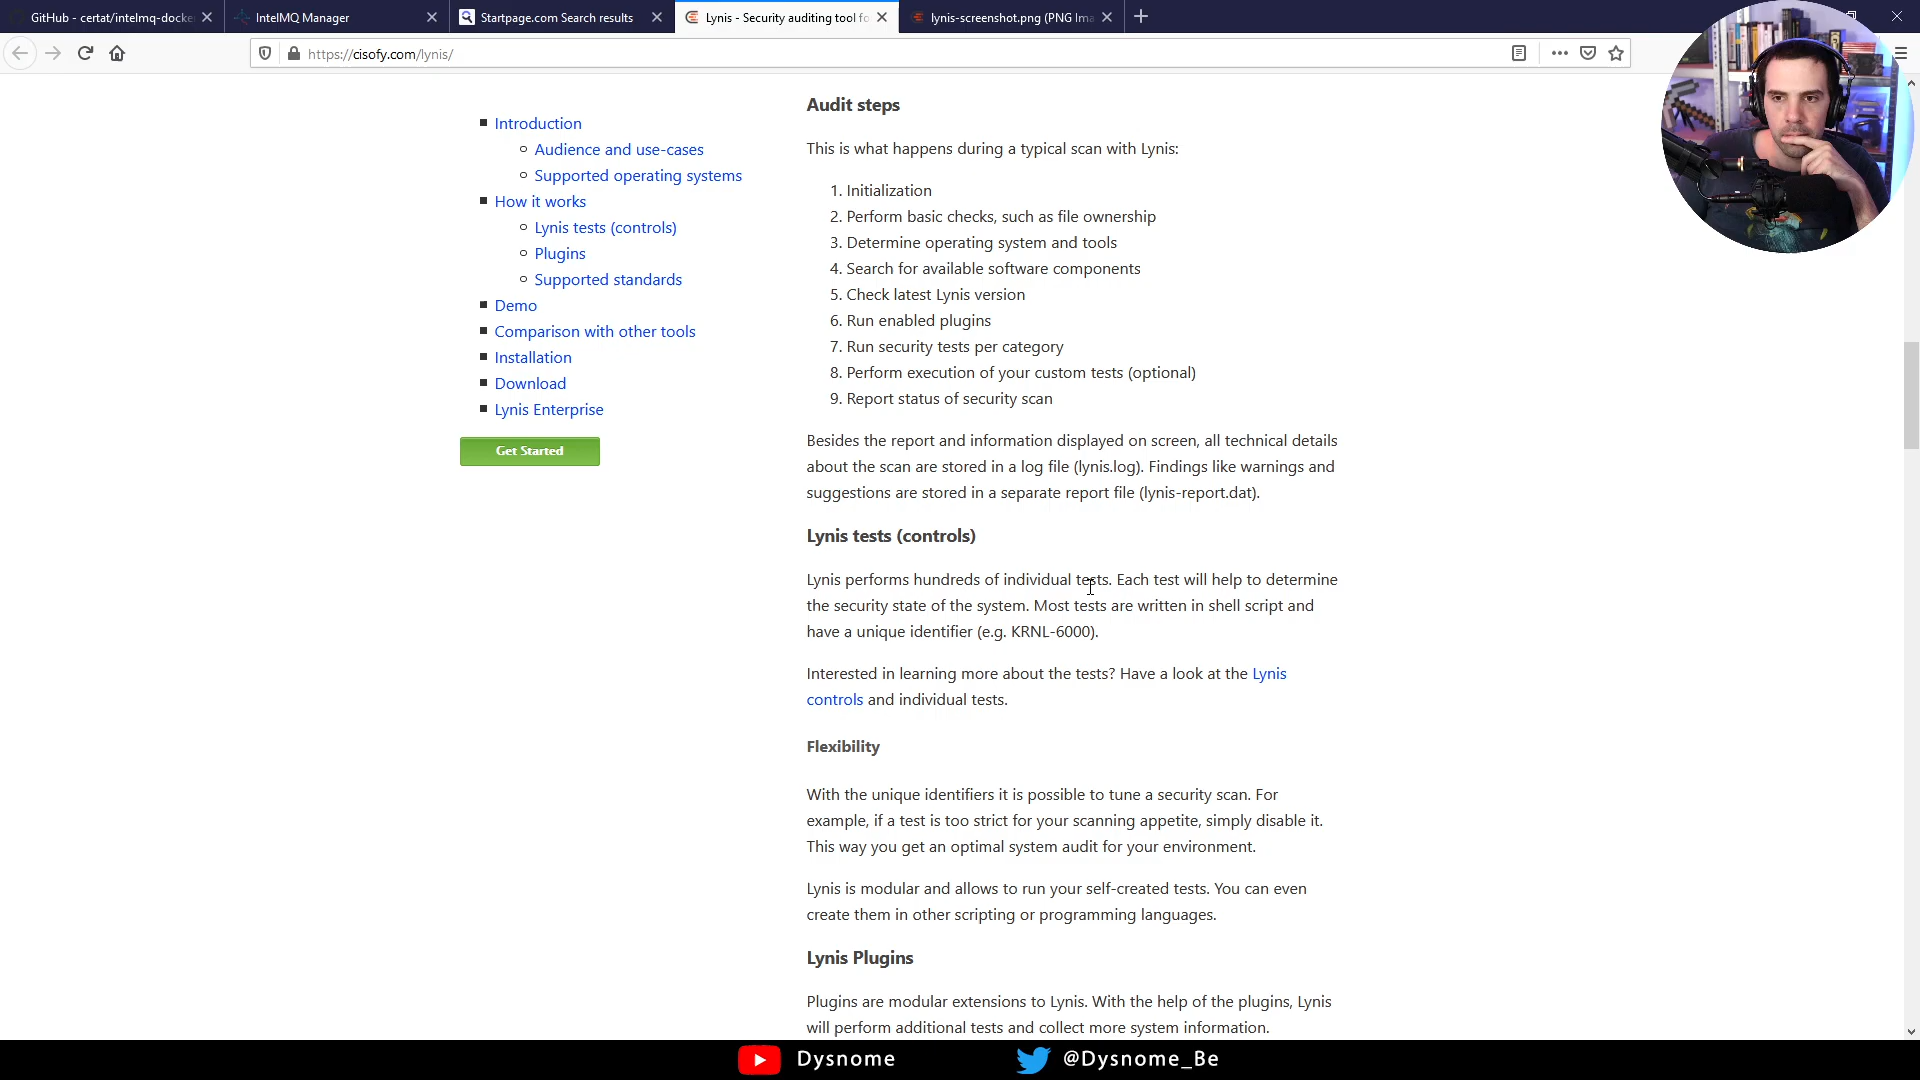 GitHub - certat/intelmq-docke
IntelMQ Manager
Startpage.com Search results
Lynis - Security auditing tool fo
lynis-screenshot.png (PNG Ima
https://cisofy.com/lynis/
Introduction
Audience and use-cases
Supported operating systems
How it works
Lynis tests (controls)
Plugins
Supported standards
Demo
Comparison with other tools
Installation
Download
Lynis Enterprise
Get Started
Audit steps
This is what happens during a typical scan with Lynis:
1. Initialization
2. Perform basic checks, such as file ownership
3. Determine operating system and tools
4. Search for available software components
5. Check latest Lynis version
6. Run enabled plugins
7. Run security tests per category
8. Perform execution of your custom tests (optional)
9. Report status of security scan
Besides the report and information displayed on screen, all technical details
about the scan are stored in a log file (lynis.log). Findings like warnings and
suggestions are stored in a separate report file (lynis-report.dat).
Lynis tests (controls)
Lynis performs hundreds of individual tests. Each test will help to determine
the security state of the system. Most tests are written in shell script and
have a unique identifier (e.g. KRNL-6000).
Interested in learning more about the tests? Have a look at the Lynis
controls and individual tests.
Flexibility
With the unique identifiers it is possible to tune a security scan. For
example, if a test is too strict for your scanning appetite, simply disable it.
This way you get an optimal system audit for your environment.
Lynis is modular and allows to run your self-created tests. You can even
create them in other scripting or programming languages.
Lynis Plugins
Plugins are modular extensions to Lynis. With the help of the plugins, Lynis
will perform additional tests and collect more system information.
Dysnome
@Dysnome_Be